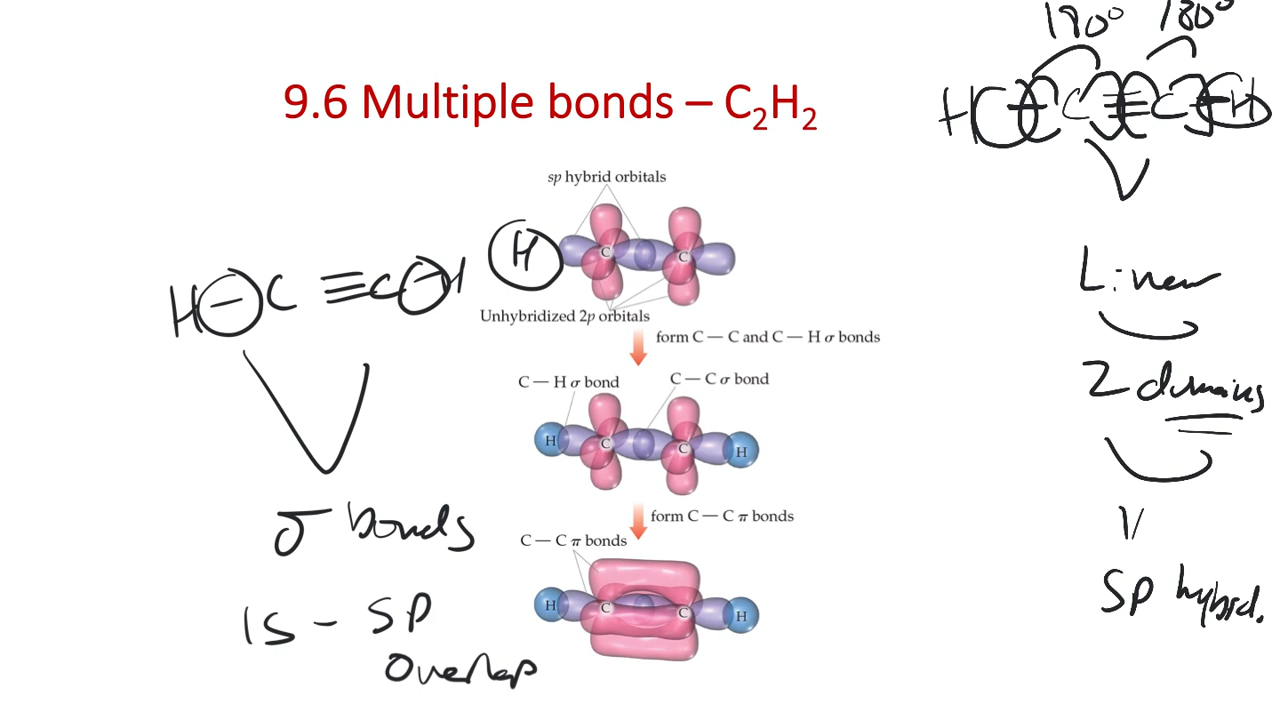 180° 180°
H-C≡C-H
9.6 Multiple bonds – C₂H₂
sp hybrid orbitals
H
C C
H-C≡C-H
Unhybridized 2p orbitals
form C — C and C — H σ bonds
C — H σ bond
C — C σ bond
H C C H
form C — C π bonds
C — C π bonds
H C C H
σ bonds
1s - sp
overlap
Linear
2 domains
sp hybrid.